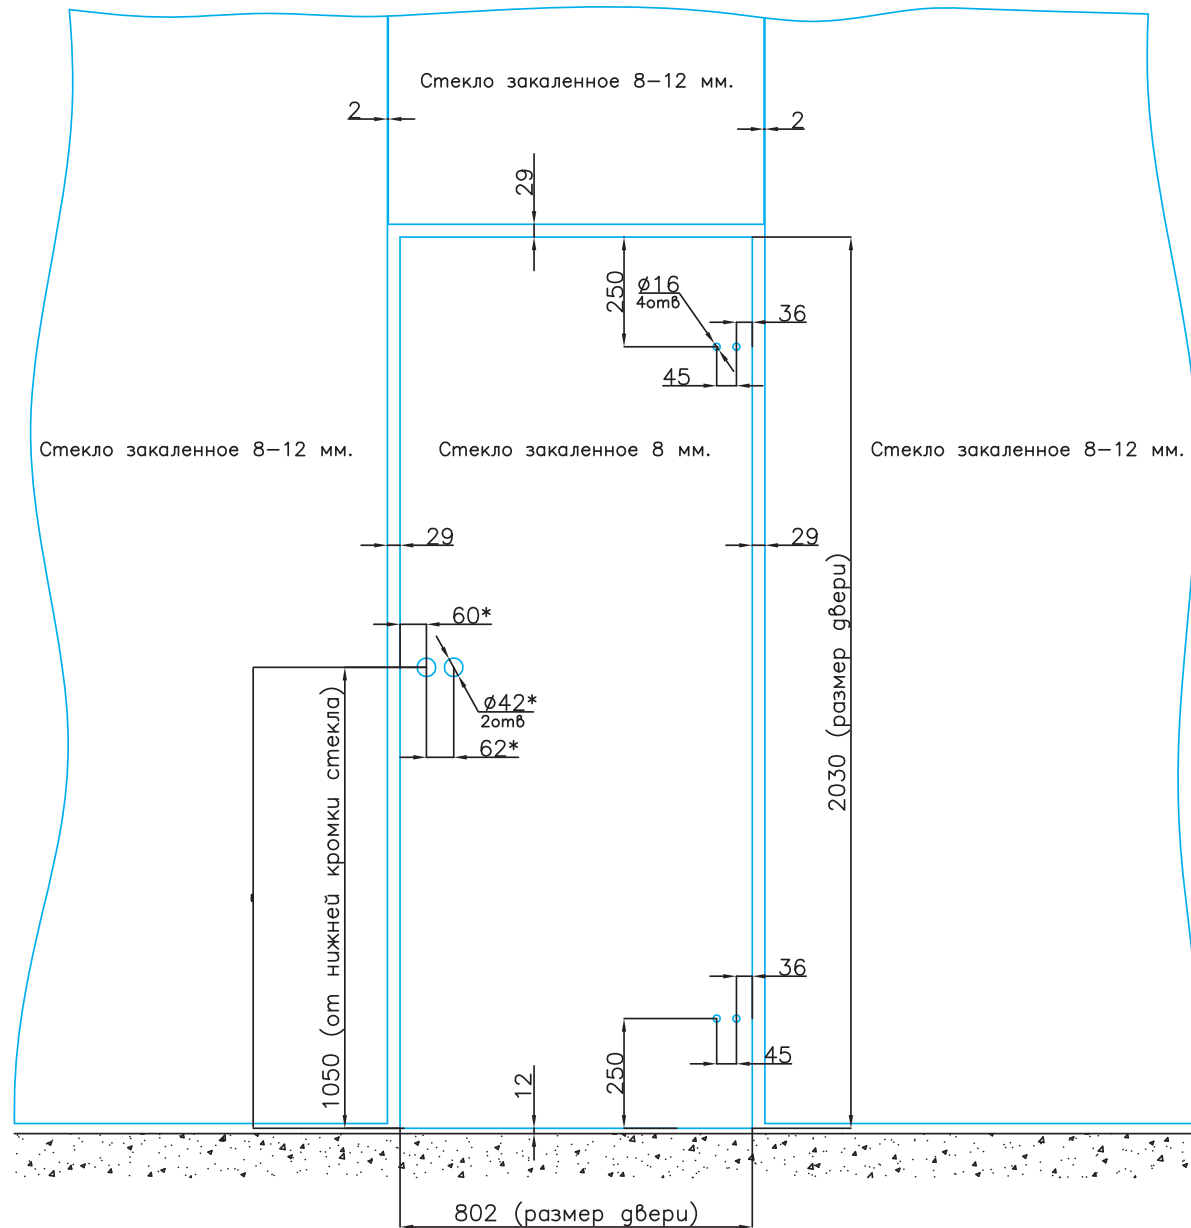 Стекло закаленное 8–12 мм.
2
2
29
250
Ø16
4отв
36
45
Стекло закаленное 8–12 мм.
Стекло закаленное 8 мм.
Стекло закаленное 8–12 мм.
29
29
2030 (размер двери)
60*
Ø42*
2отв
62*
1050 (от нижней кромки стекла)
36
45
250
12
802 (размер двери)